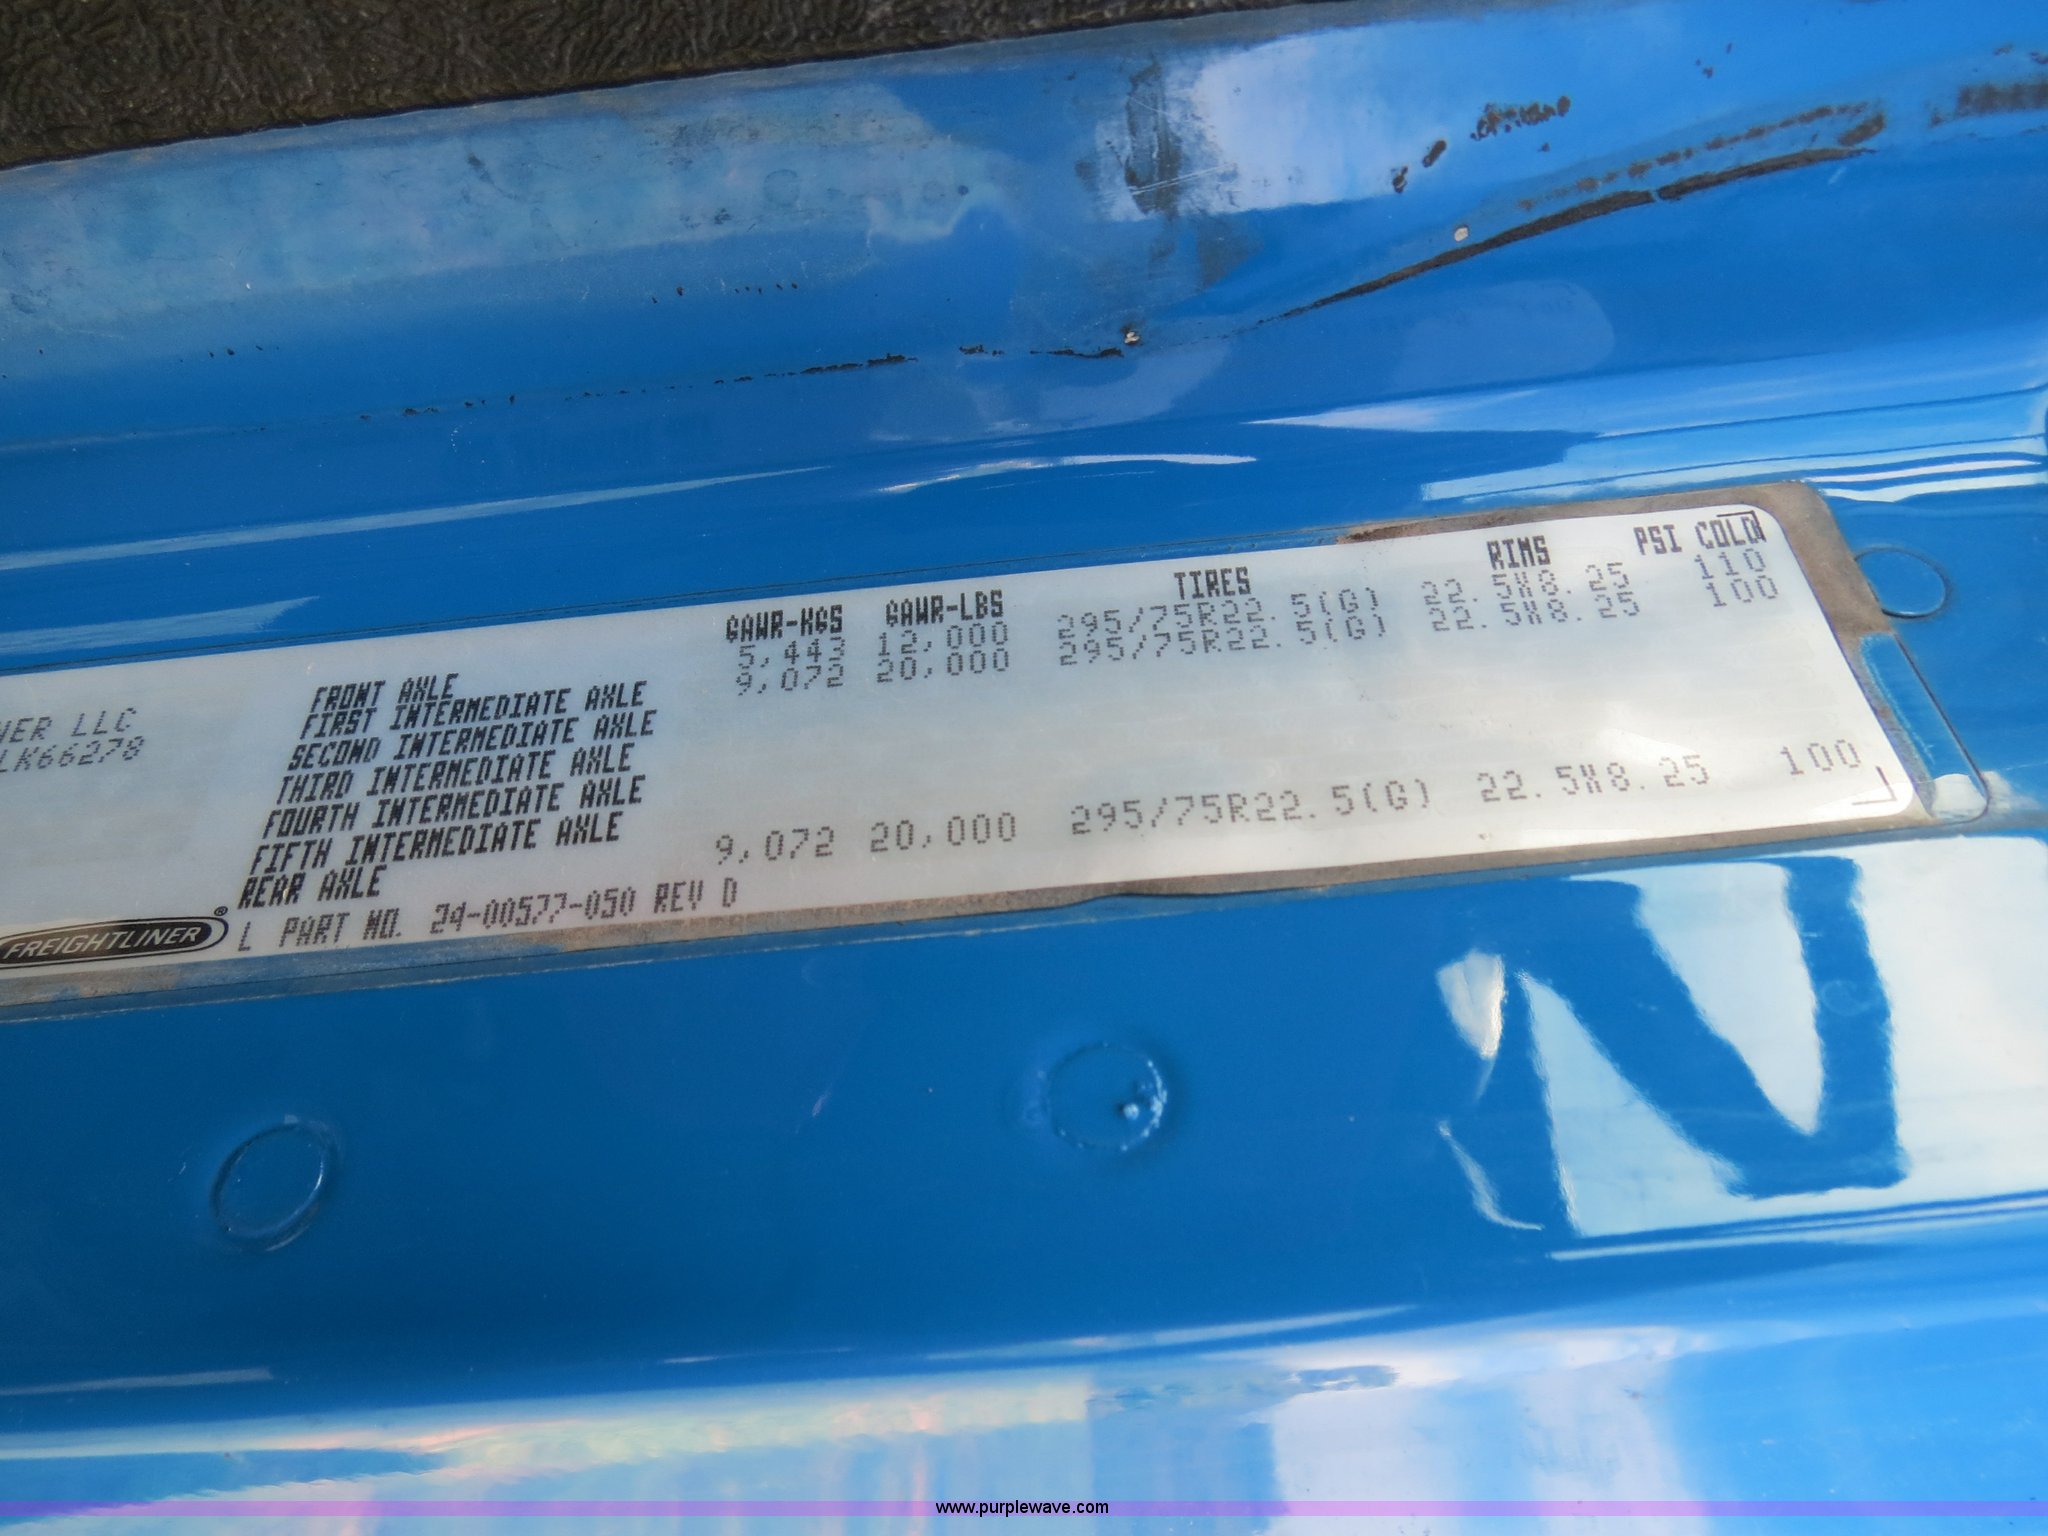 GAWR-KGS GAWR-LBS TIRES RIMS PSI COLD
FRONT AXLE 5,443 12,000 295/75R22.5(G) 22.5X8.25 110
FIRST INTERMEDIATE AXLE 9,072 20,000 295/75R22.5(G) 22.5X8.25 100
SECOND INTERMEDIATE AXLE
THIRD INTERMEDIATE AXLE
FOURTH INTERMEDIATE AXLE
FIFTH INTERMEDIATE AXLE
REAR AXLE 9,072 20,000 295/75R22.5(G) 22.5X8.25 100
NER LLC
LK66278
FREIGHTLINER®
L PART NO. 24-00577-050 REV D
www.purplewave.com